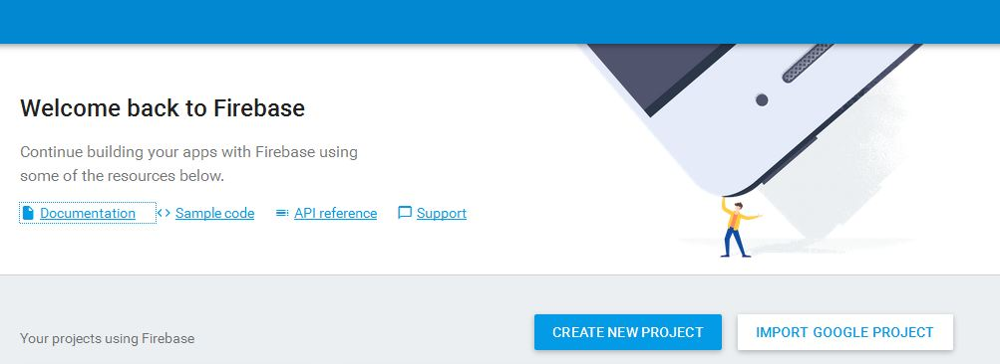 Welcome back to Firebase
Continue building your apps with Firebase using
some of the resources below.
Documentation Sample code API reference Support
Your projects using Firebase CREATE NEW PROJECT IMPORT GOOGLE PROJECT